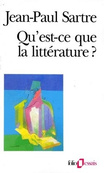 Jean-Paul Sartre
Qu'est-ce que
la littérature ?
folio essais